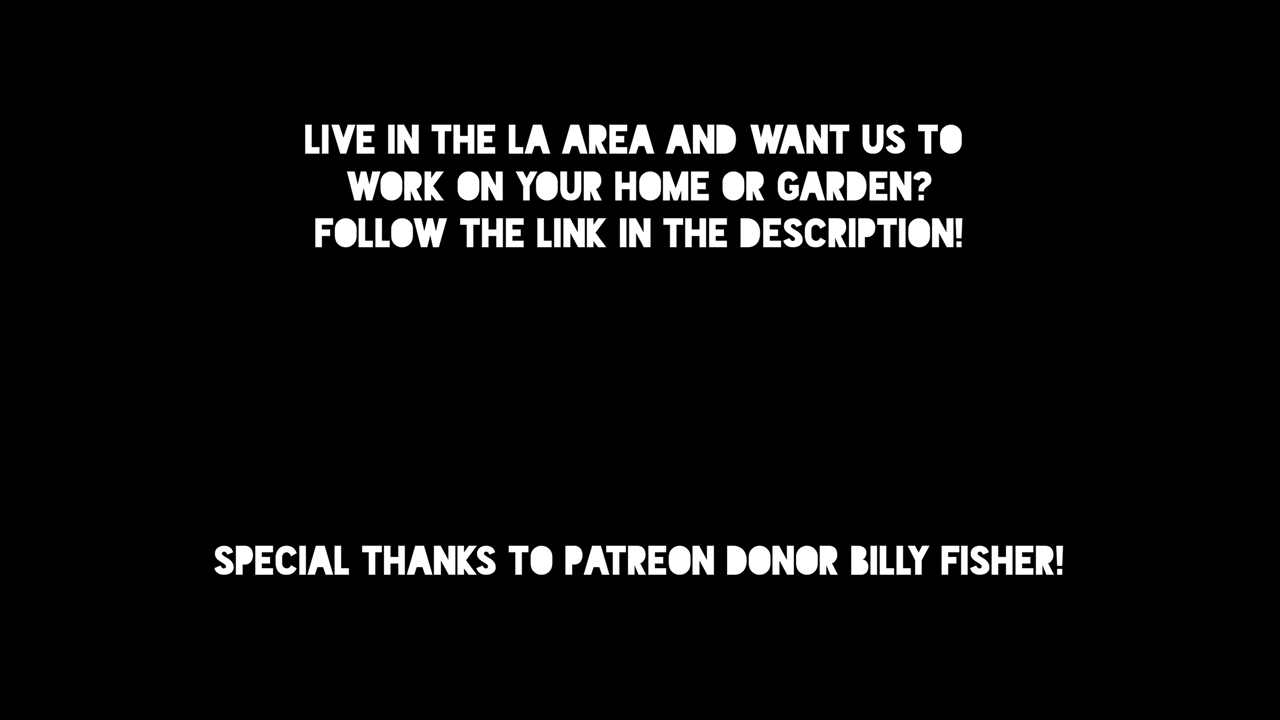 LIVE IN THE LA AREA AND WANT US TO
WORK ON YOUR HOME OR GARDEN?
FOLLOW THE LINK IN THE DESCRIPTION!
SPECIAL THANKS TO PATREON DONOR BILLY FISHER!